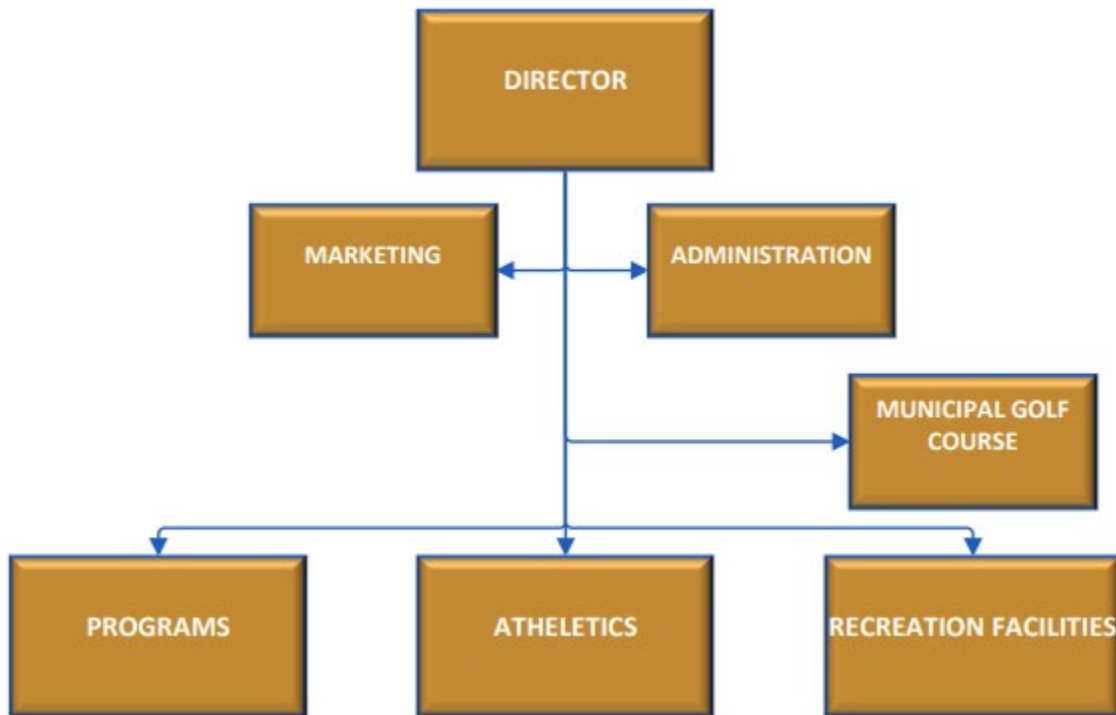 DIRECTOR
MARKETING
ADMINISTRATION
MUNICIPAL GOLF
COURSE
PROGRAMS
ATHELETICS
RECREATION FACILITIES